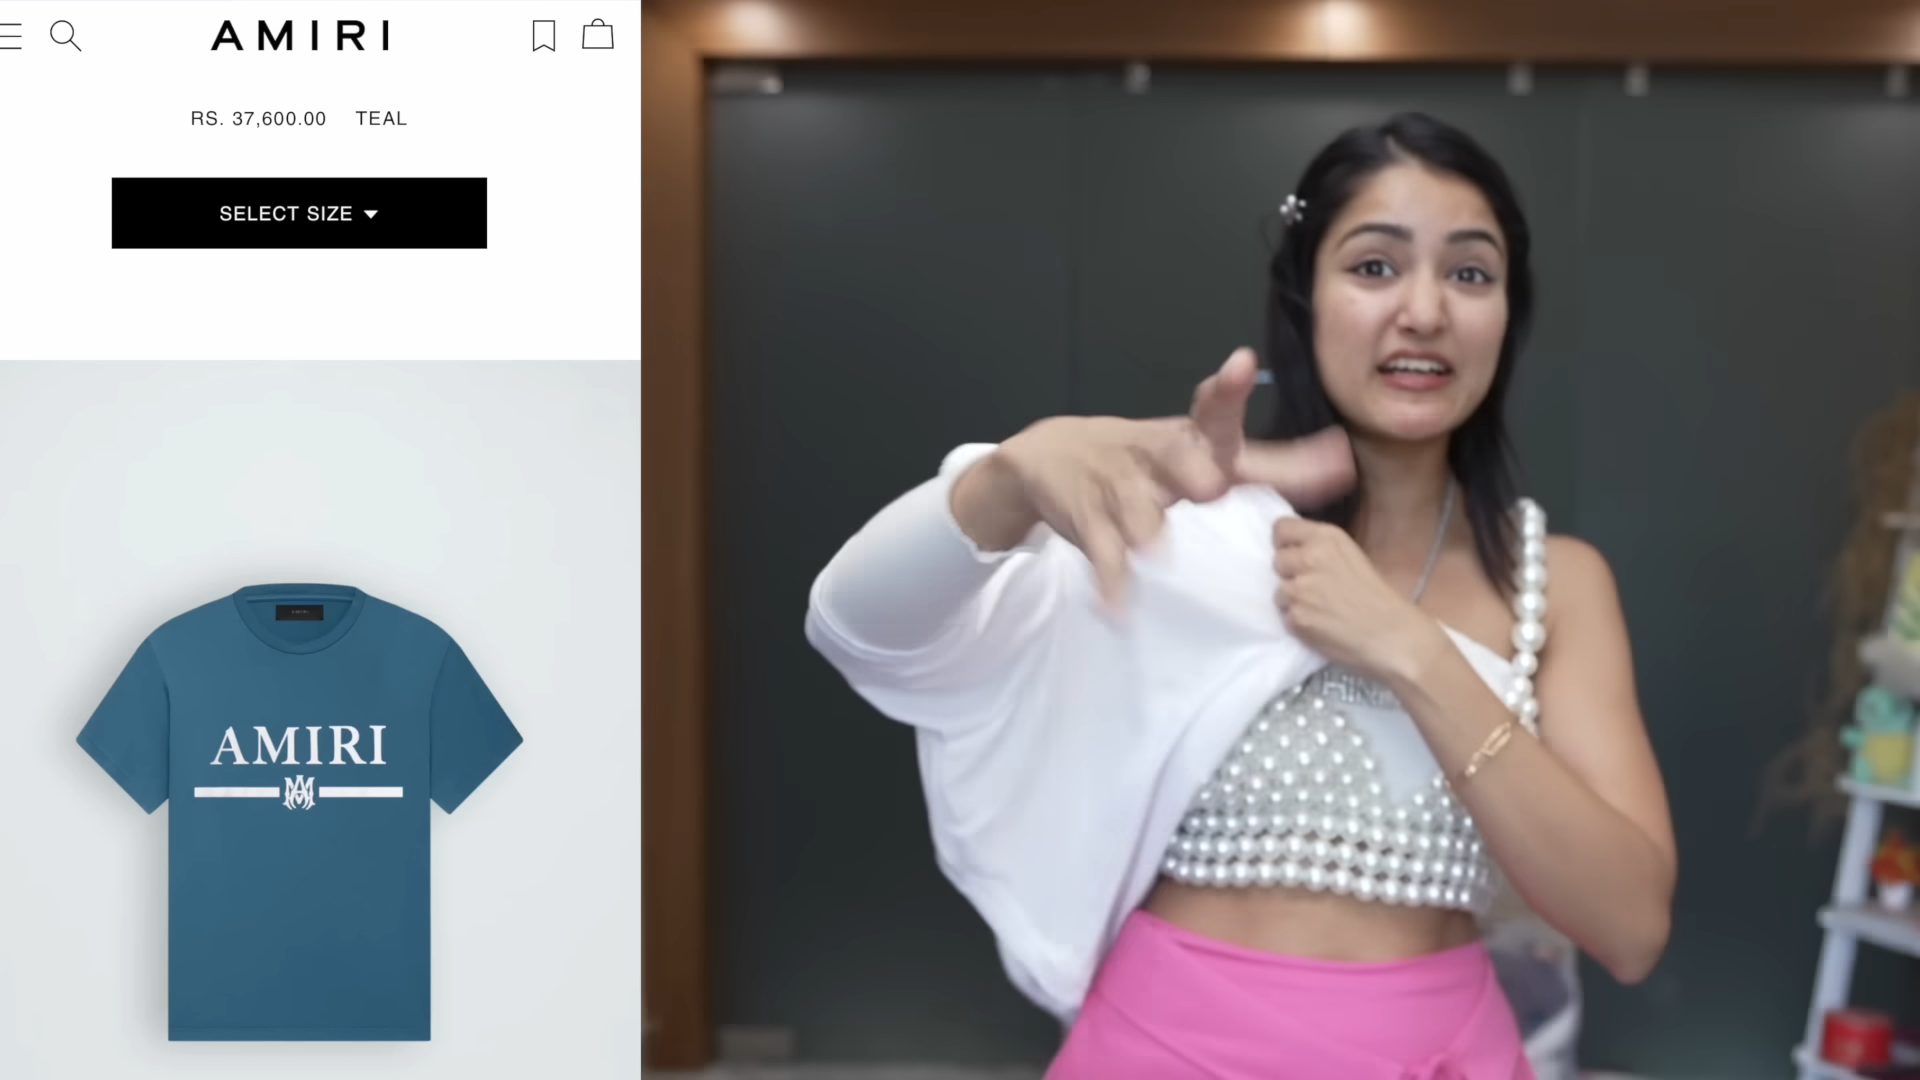 AMIRI
RS. 37,600.00 TEAL
SELECT SIZE
AMIRI